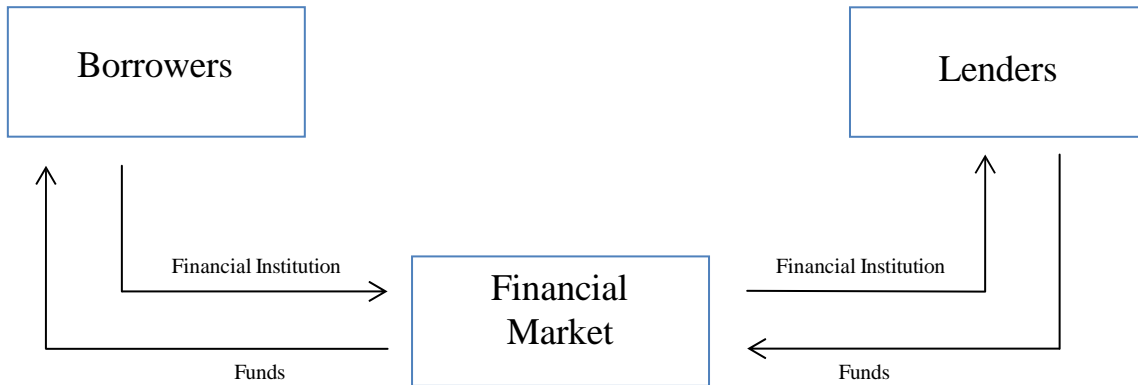 Borrowers
Lenders
Financial Institution
Financial Institution
Financial
Market
Funds
Funds